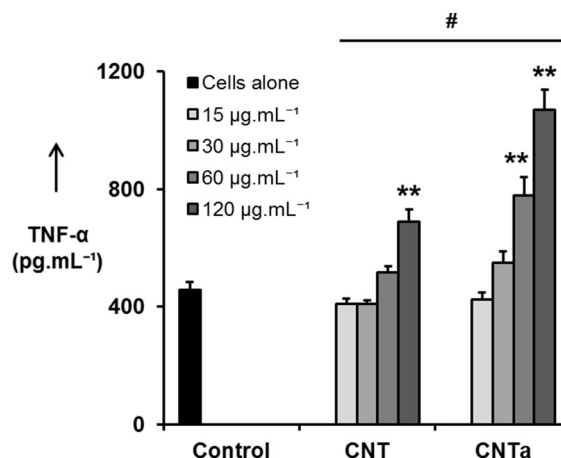 #
1200
Cells alone
**
15 µg.mL⁻¹
30 µg.mL⁻¹
**
800
60 µg.mL⁻¹
**
120 µg.mL⁻¹
TNF-α
(pg.mL⁻¹)
400
0
Control CNT CNTa